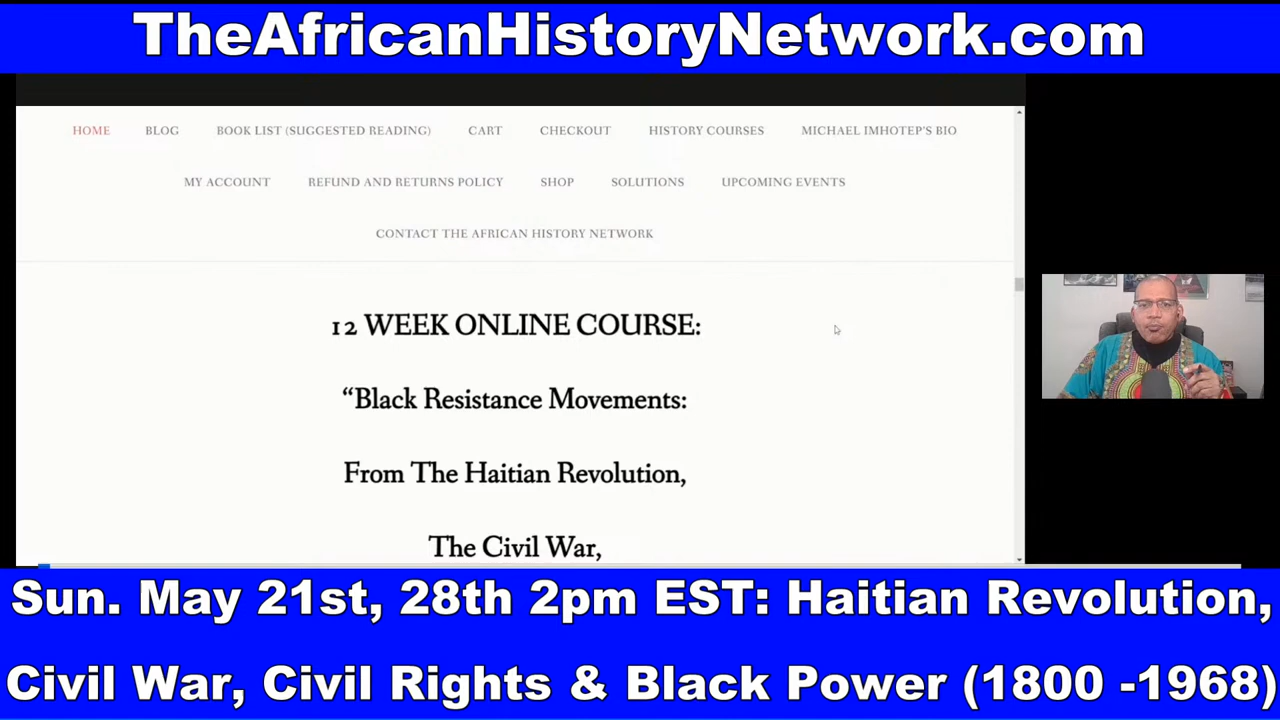 TheAfricanHistoryNetwork.com
HOME BLOG BOOK LIST (SUGGESTED READING) CART CHECKOUT HISTORY COURSES MICHAEL IMHOTEP'S BIO
MY ACCOUNT REFUND AND RETURNS POLICY SHOP SOLUTIONS UPCOMING EVENTS
CONTACT THE AFRICAN HISTORY NETWORK
12 WEEK ONLINE COURSE:
“Black Resistance Movements:
From The Haitian Revolution,
The Civil War,
Sun. May 21st, 28th 2pm EST: Haitian Revolution,
Civil War, Civil Rights & Black Power (1800 -1968)